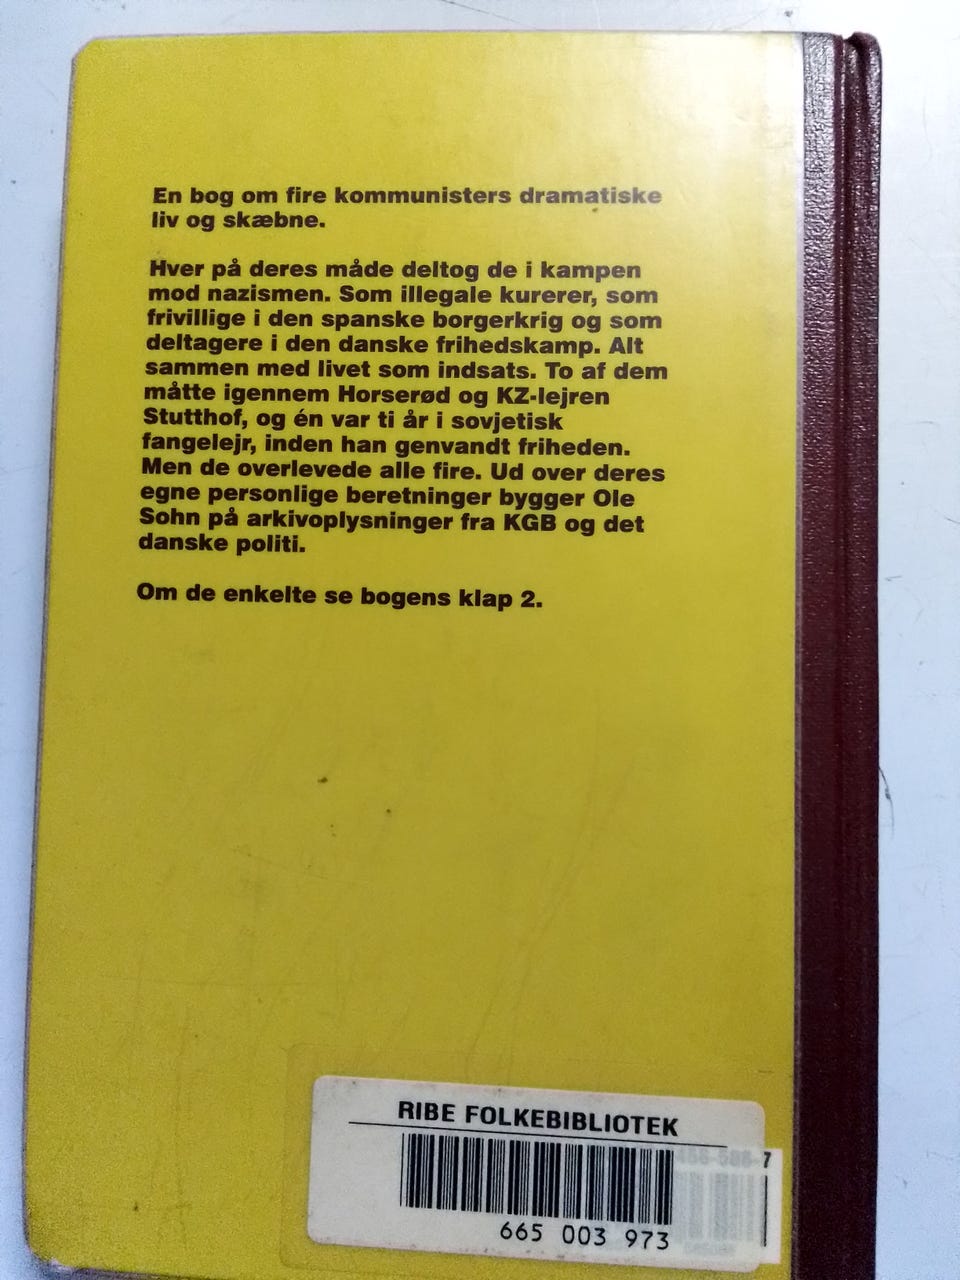 En bog om fire kommunisters dramatiske
liv og skæbne.
Hver på deres måde deltog de i kampen
mod nazismen. Som illegale kurerer, som
frivillige i den spanske borgerkrig og som
deltagere i den danske frihedskamp. Alt
sammen med livet som indsats. To af dem
måtte igennem Horserød og KZ-lejren
Stutthof, og én var ti år i sovjetisk
fangelejr, inden han genvandt friheden.
Men de overlevede alle fire. Ud over deres
egne personlige beretninger bygger Ole
Sohn på arkivoplysninger fra KGB og det
danske politi.
Om de enkelte se bogens klap 2.
RIBE FOLKEBIBLIOTEK
665 003 973